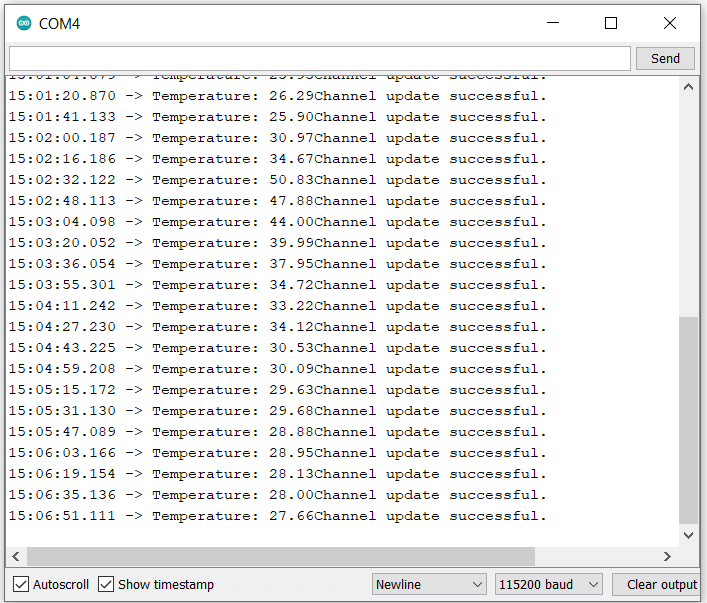 COM4
Send
15:01:20.870 -> Temperature: 26.29Channel update successful.
15:01:41.133 -> Temperature: 25.90Channel update successful.
15:02:00.187 -> Temperature: 30.97Channel update successful.
15:02:16.186 -> Temperature: 34.67Channel update successful.
15:02:32.122 -> Temperature: 50.83Channel update successful.
15:02:48.113 -> Temperature: 47.88Channel update successful.
15:03:04.098 -> Temperature: 44.00Channel update successful.
15:03:20.052 -> Temperature: 39.99Channel update successful.
15:03:36.054 -> Temperature: 37.95Channel update successful.
15:03:55.301 -> Temperature: 34.72Channel update successful.
15:04:11.242 -> Temperature: 33.22Channel update successful.
15:04:27.230 -> Temperature: 34.12Channel update successful.
15:04:43.225 -> Temperature: 30.53Channel update successful.
15:04:59.208 -> Temperature: 30.09Channel update successful.
15:05:15.172 -> Temperature: 29.63Channel update successful.
15:05:31.130 -> Temperature: 29.68Channel update successful.
15:05:47.089 -> Temperature: 28.88Channel update successful.
15:06:03.166 -> Temperature: 28.95Channel update successful.
15:06:19.154 -> Temperature: 28.13Channel update successful.
15:06:35.136 -> Temperature: 28.00Channel update successful.
15:06:51.111 -> Temperature: 27.66Channel update successful.
Autoscroll Show timestamp Newline 115200 baud Clear output